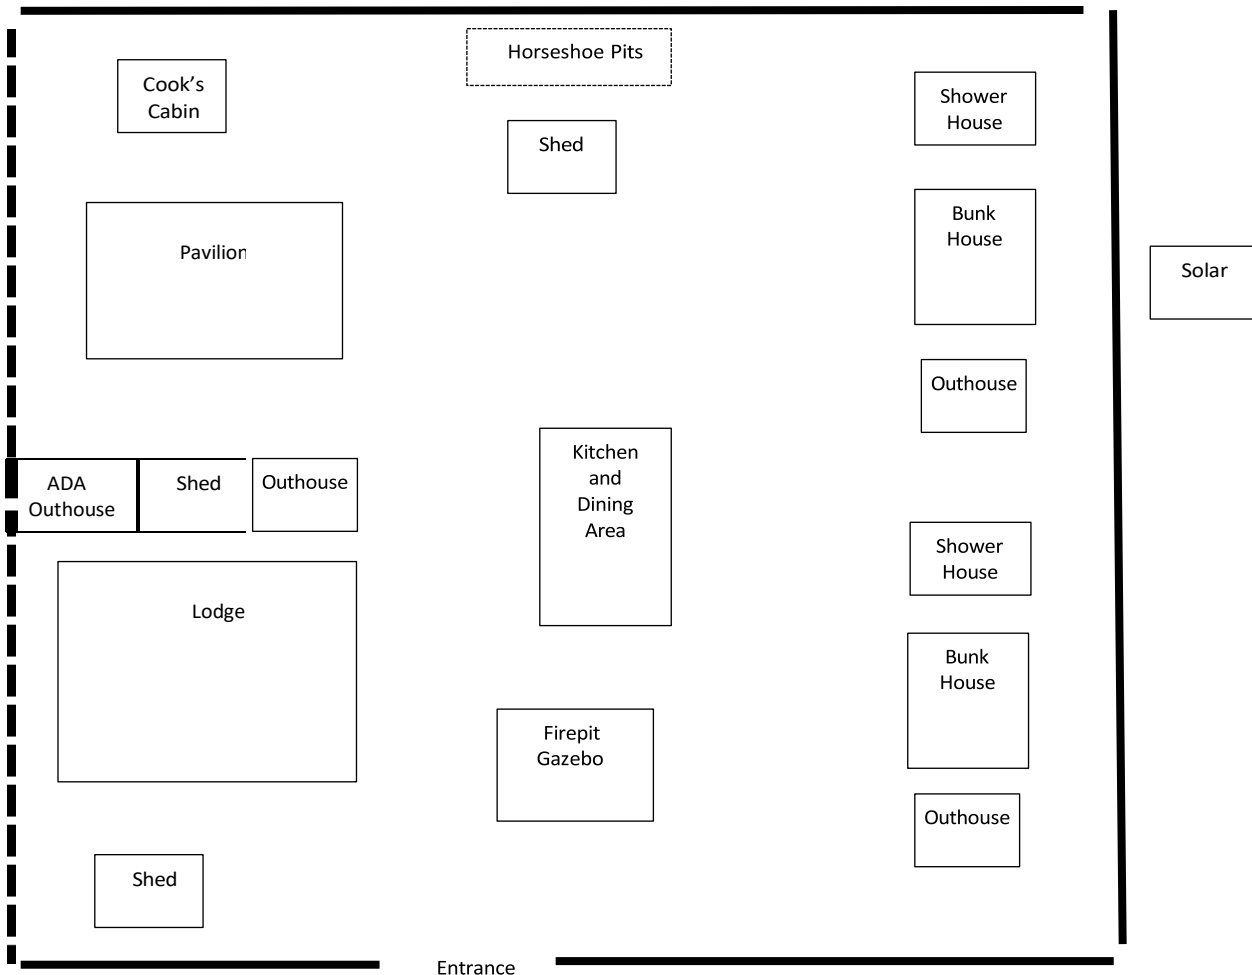 Horseshoe Pits
Cook’s
Cabin
Shower
House
Shed
Bunk
House
Pavilion
Solar
Outhouse
Kitchen
and
Dining
Area
ADA
Outhouse
Shed
Outhouse
Shower
House
Lodge
Bunk
House
Firepit
Gazebo
Outhouse
Shed
Entrance